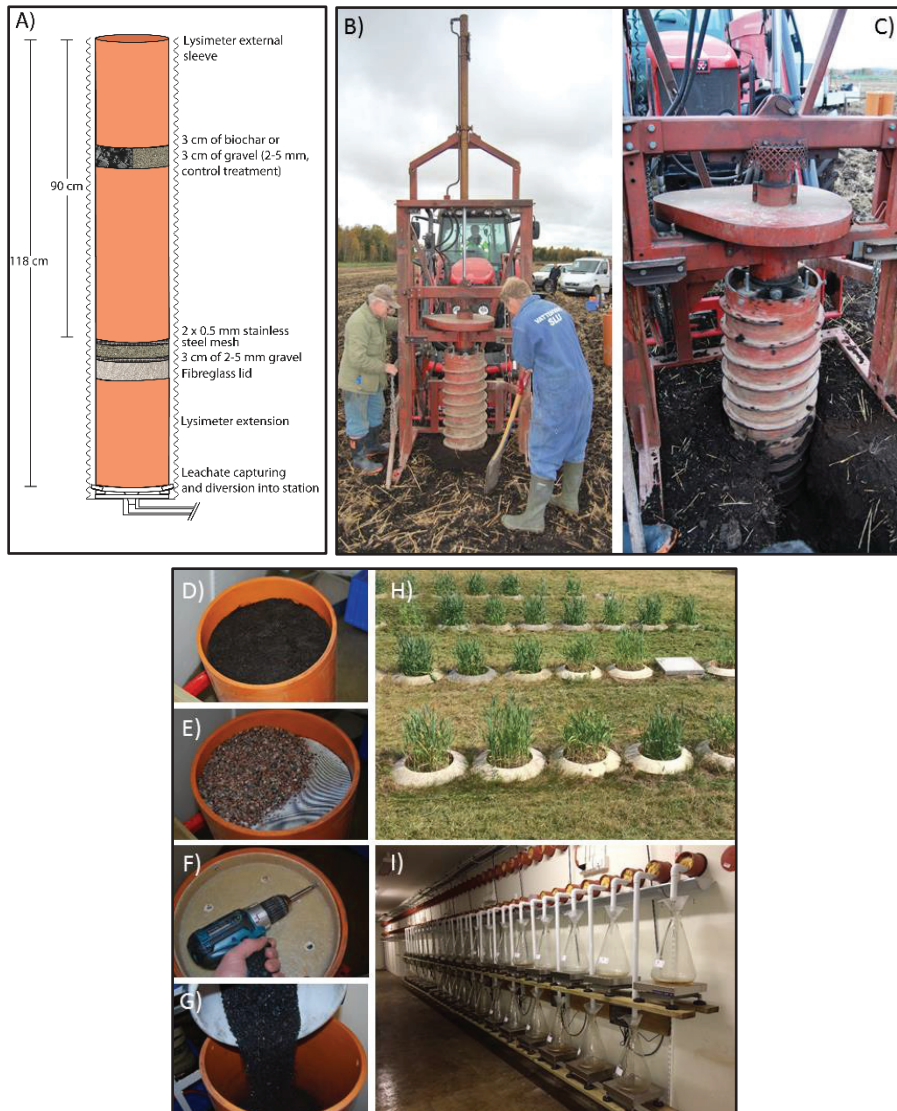 A)
Lysimeter external
sleeve
3 cm of biochar or
3 cm of gravel (2-5 mm,
control treatment)
90 cm
118 cm
2 x 0.5 mm stainless
steel mesh
3 cm of 2-5 mm gravel
Fibreglass lid
Lysimeter extension
Leachate capturing
and diversion into station
B)
SLU
C)
D)
E)
F)
G)
H)
I)